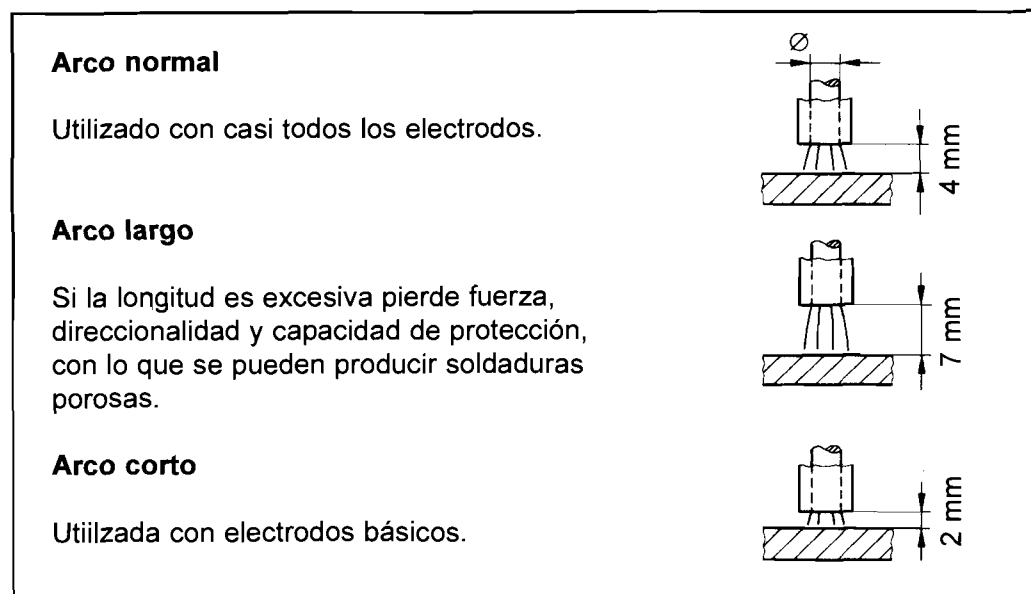 Arco normal
∅
Utilizado con casi todos los electrodos.
4 mm
Arco largo
Si la longitud es excesiva pierde fuerza,
direccionalidad y capacidad de protección,
con lo que se pueden producir soldaduras
porosas.
7 mm
Arco corto
Utiilzada con electrodos básicos.
2 mm